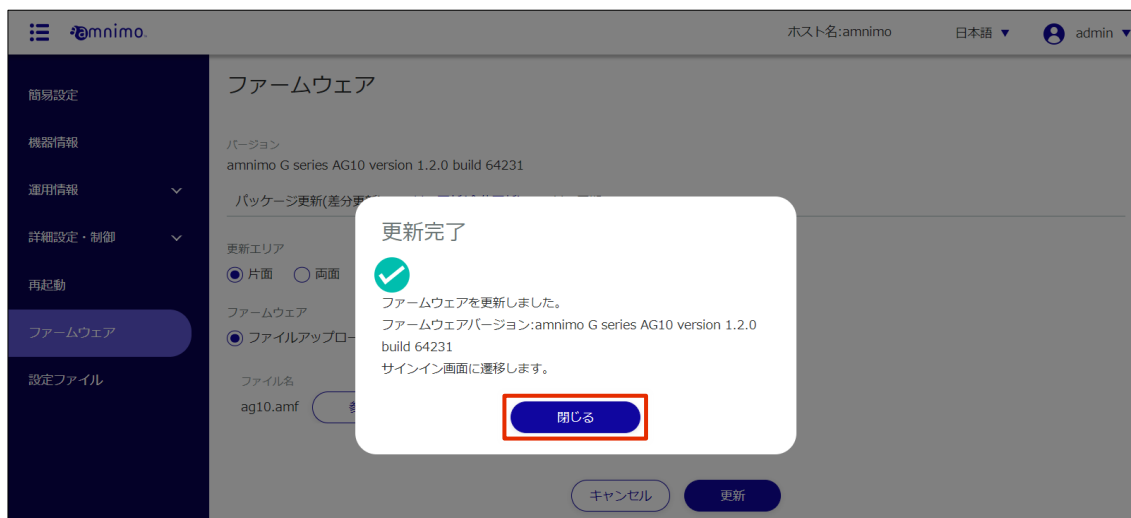 amnimo.
ホスト名:amnimo
日本語 ▼
admin ▼
簡易設定
機器情報
運用情報
詳細設定・制御
再起動
ファームウェア
設定ファイル
ファームウェア
バージョン
amnimo G series AG10 version 1.2.0 build 64231
パッケージ更新(差分更
更新エリア
片面
両面
ファームウェア
ファイルアップロー
ファイル名
ag10.amf
更新完了
ファームウェアを更新しました。
ファームウェアバージョン:amnimo G series AG10 version 1.2.0
build 64231
サインイン画面に遷移します。
閉じる
キャンセル
更新